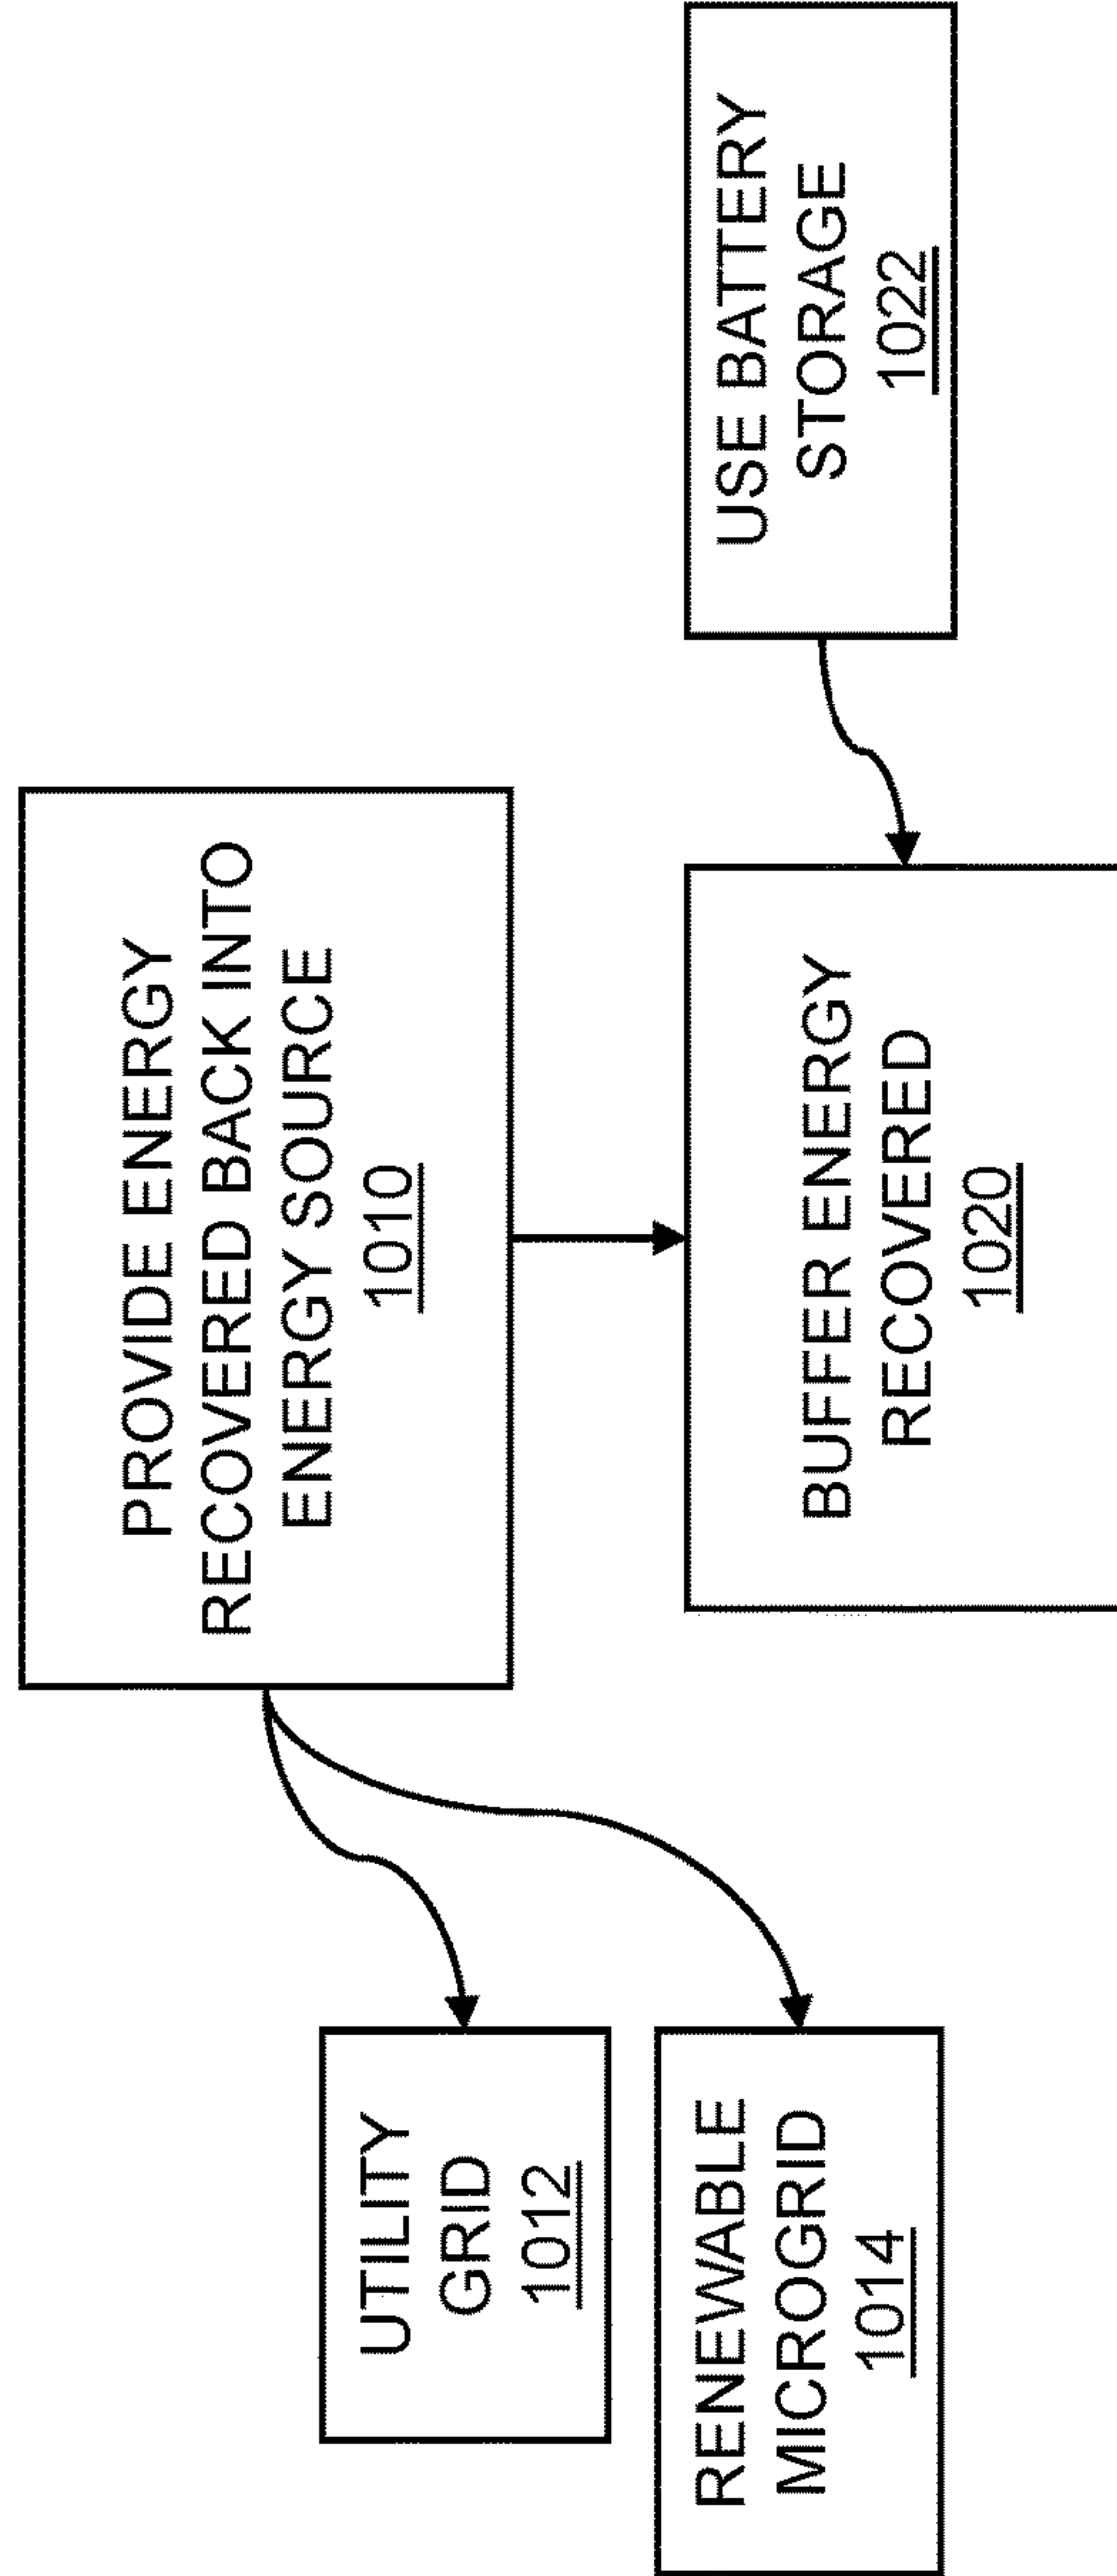 PROVIDE ENERGY
RECOVERED BACK INTO
ENERGY SOURCE
1010
UTILITY
GRID
1012
RENEWABLE
MICROGRID
1014
BUFFER ENERGY
RECOVERED
1020
USE BATTERY
STORAGE
1022